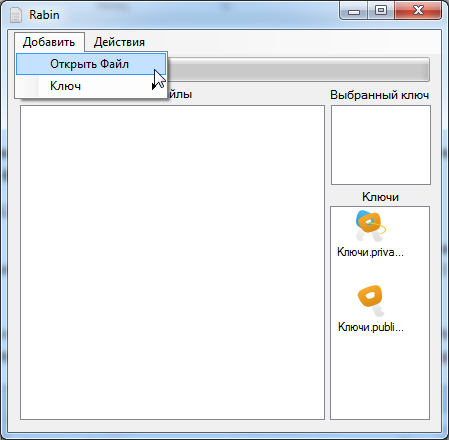 Rabin
Добавить Действия
Открыть Файл
Ключ
йлы Выбранный ключ
Ключи
Ключи.priva...
Ключи.publi...